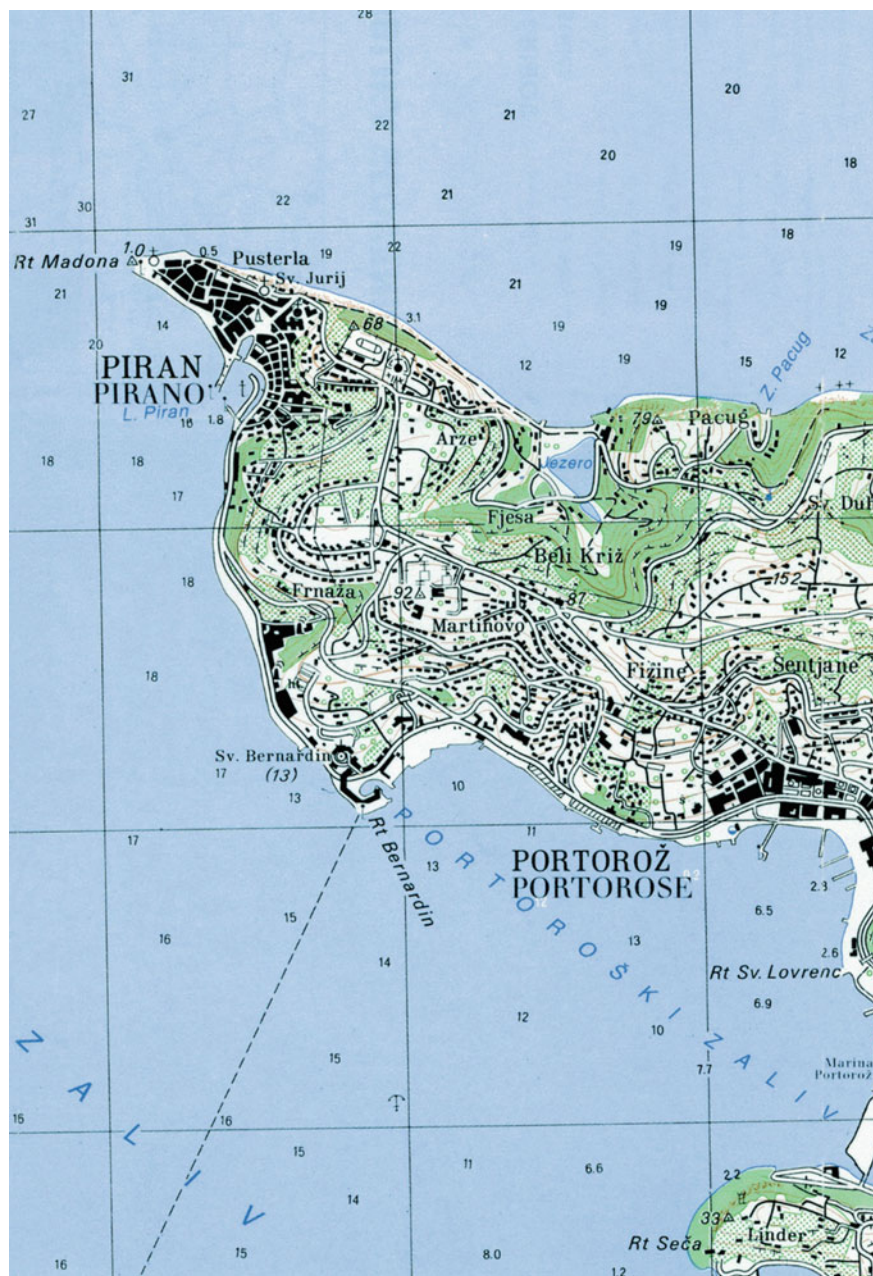 28
31
20
27
21
22
20
18
21
30
22
31
18
1.0
0.5
Pusterla
19
22
19
Rt Madona
Sv. Jurij
21
21
19
14
68
3.1
19
20
12
19
15
12
PIRAN
PIRANO
Z. Pacug
L. Piran
16
1.8
79
Pacug
Arze
Jezero
18
18
17
Fjesa
Beli Križ
18
152
Frnaža
92
87
Martinovo
18
Fizine
Šentjane
Sv. Bernardin
17
(13)
13
10
17
11
Rt Bernardin
13
PORTOROŽ
PORTOROSE
PORTOROŠKI ZALIV
2.3
15
6.5
16
13
14
2.6
Rt Sv. Lovrenc
6.9
12
10
ZALIV
15
7.7
Marina
Portorož
15
16
15
11
6.6
2.2
14
33
Linder
Rt Seča
15
16
8.0
1.2